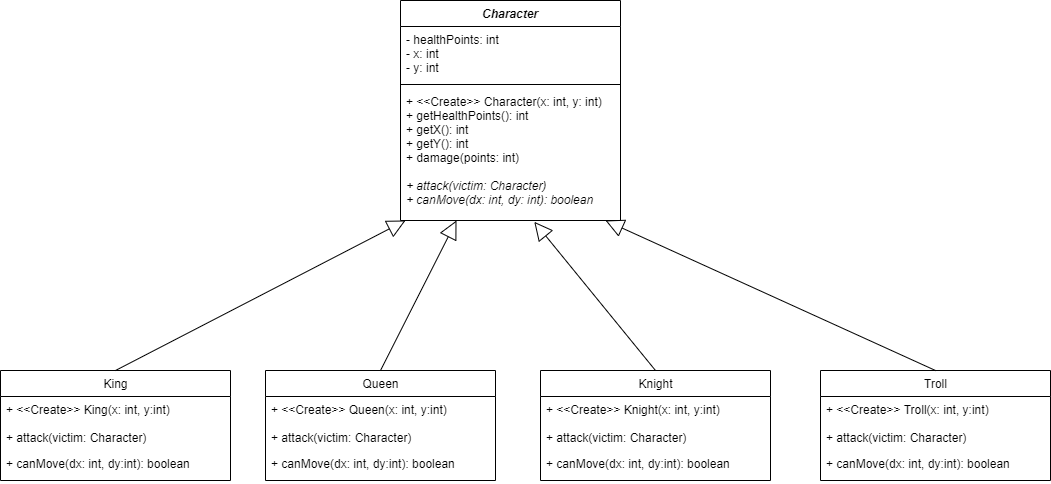 Character
- healthPoints: int
- x: int
- y: int
+ <<Create>> Character(x: int, y: int)
+ getHealthPoints(): int
+ getX(): int
+ getY(): int
+ damage(points: int)
+ attack(victim: Character)
+ canMove(dx: int, dy: int): boolean
King
+ <<Create>> King(x: int, y:int)
+ attack(victim: Character)
+ canMove(dx: int, dy:int): boolean
Queen
+ <<Create>> Queen(x: int, y:int)
+ attack(victim: Character)
+ canMove(dx: int, dy:int): boolean
Knight
+ <<Create>> Knight(x: int, y:int)
+ attack(victim: Character)
+ canMove(dx: int, dy:int): boolean
Troll
+ <<Create>> Troll(x: int, y:int)
+ attack(victim: Character)
+ canMove(dx: int, dy:int): boolean